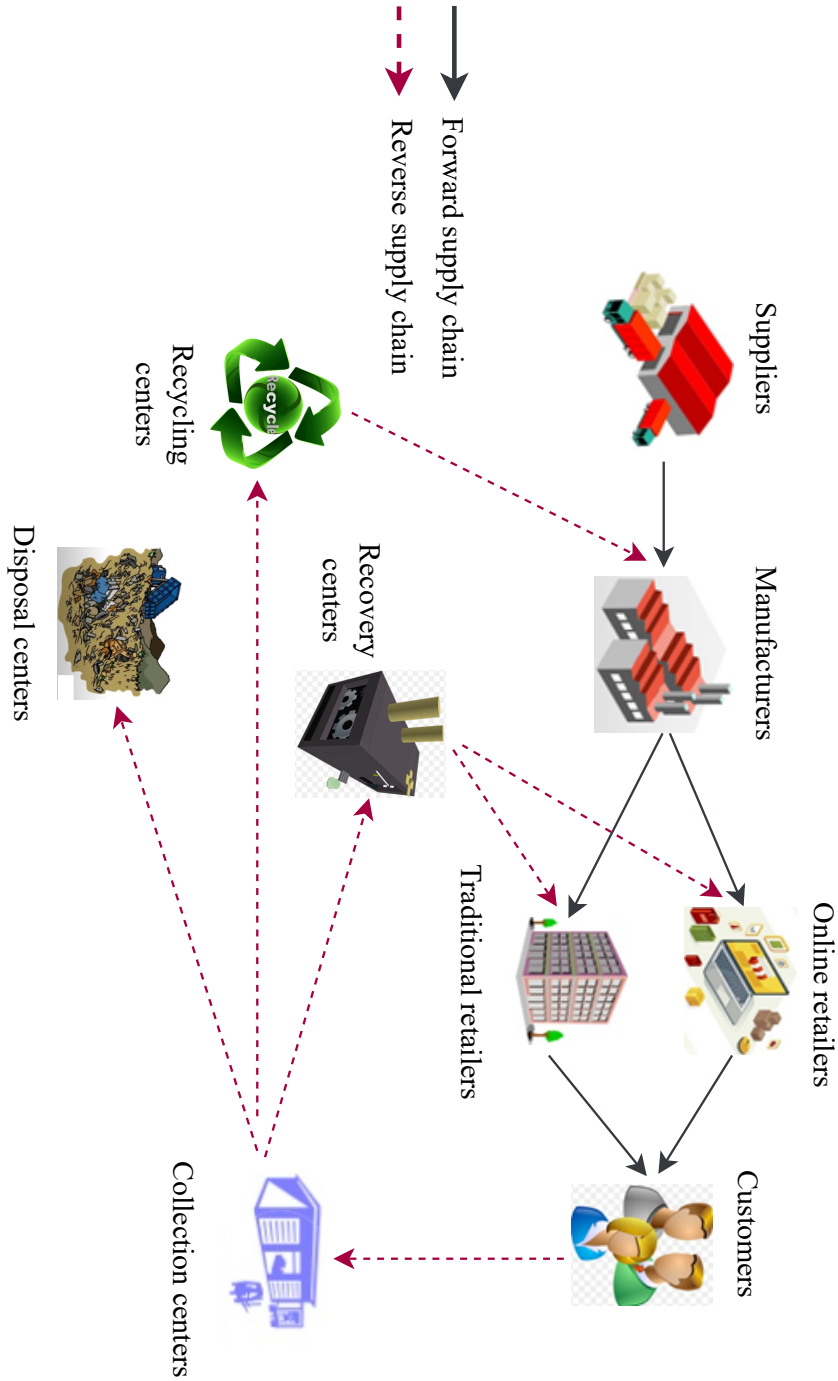 Suppliers
Manufacturers
Online retailers
Customers
Traditional retailers
Forward supply chain
Reverse supply chain
Recovery
centers
Recycling
centers
Recycle
Collection centers
Disposal centers